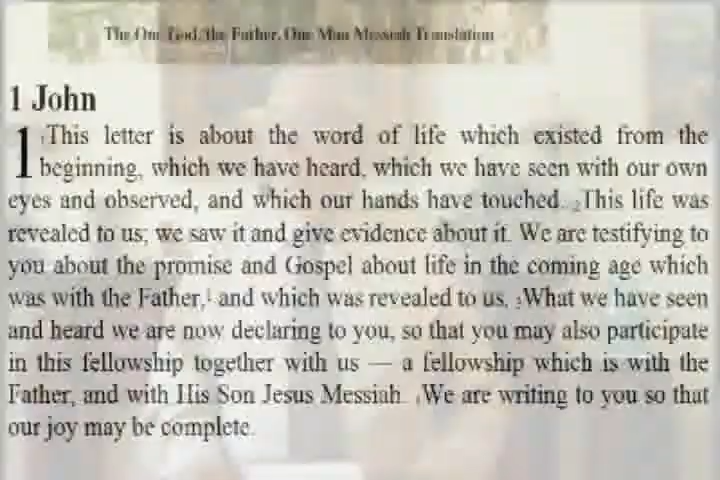 The One God, the Father, One Man Messiah Translation
1 John
1 1This letter is about the word of life which existed from the
beginning, which we have heard, which we have seen with our own
eyes and observed, and which our hands have touched. 2This life was
revealed to us; we saw it and give evidence about it. We are testifying to
you about the promise and Gospel about life in the coming age which
was with the Father,1 and which was revealed to us. 3What we have seen
and heard we are now declaring to you, so that you may also participate
in this fellowship together with us — a fellowship which is with the
Father, and with His Son Jesus Messiah. 4We are writing to you so that
our joy may be complete.